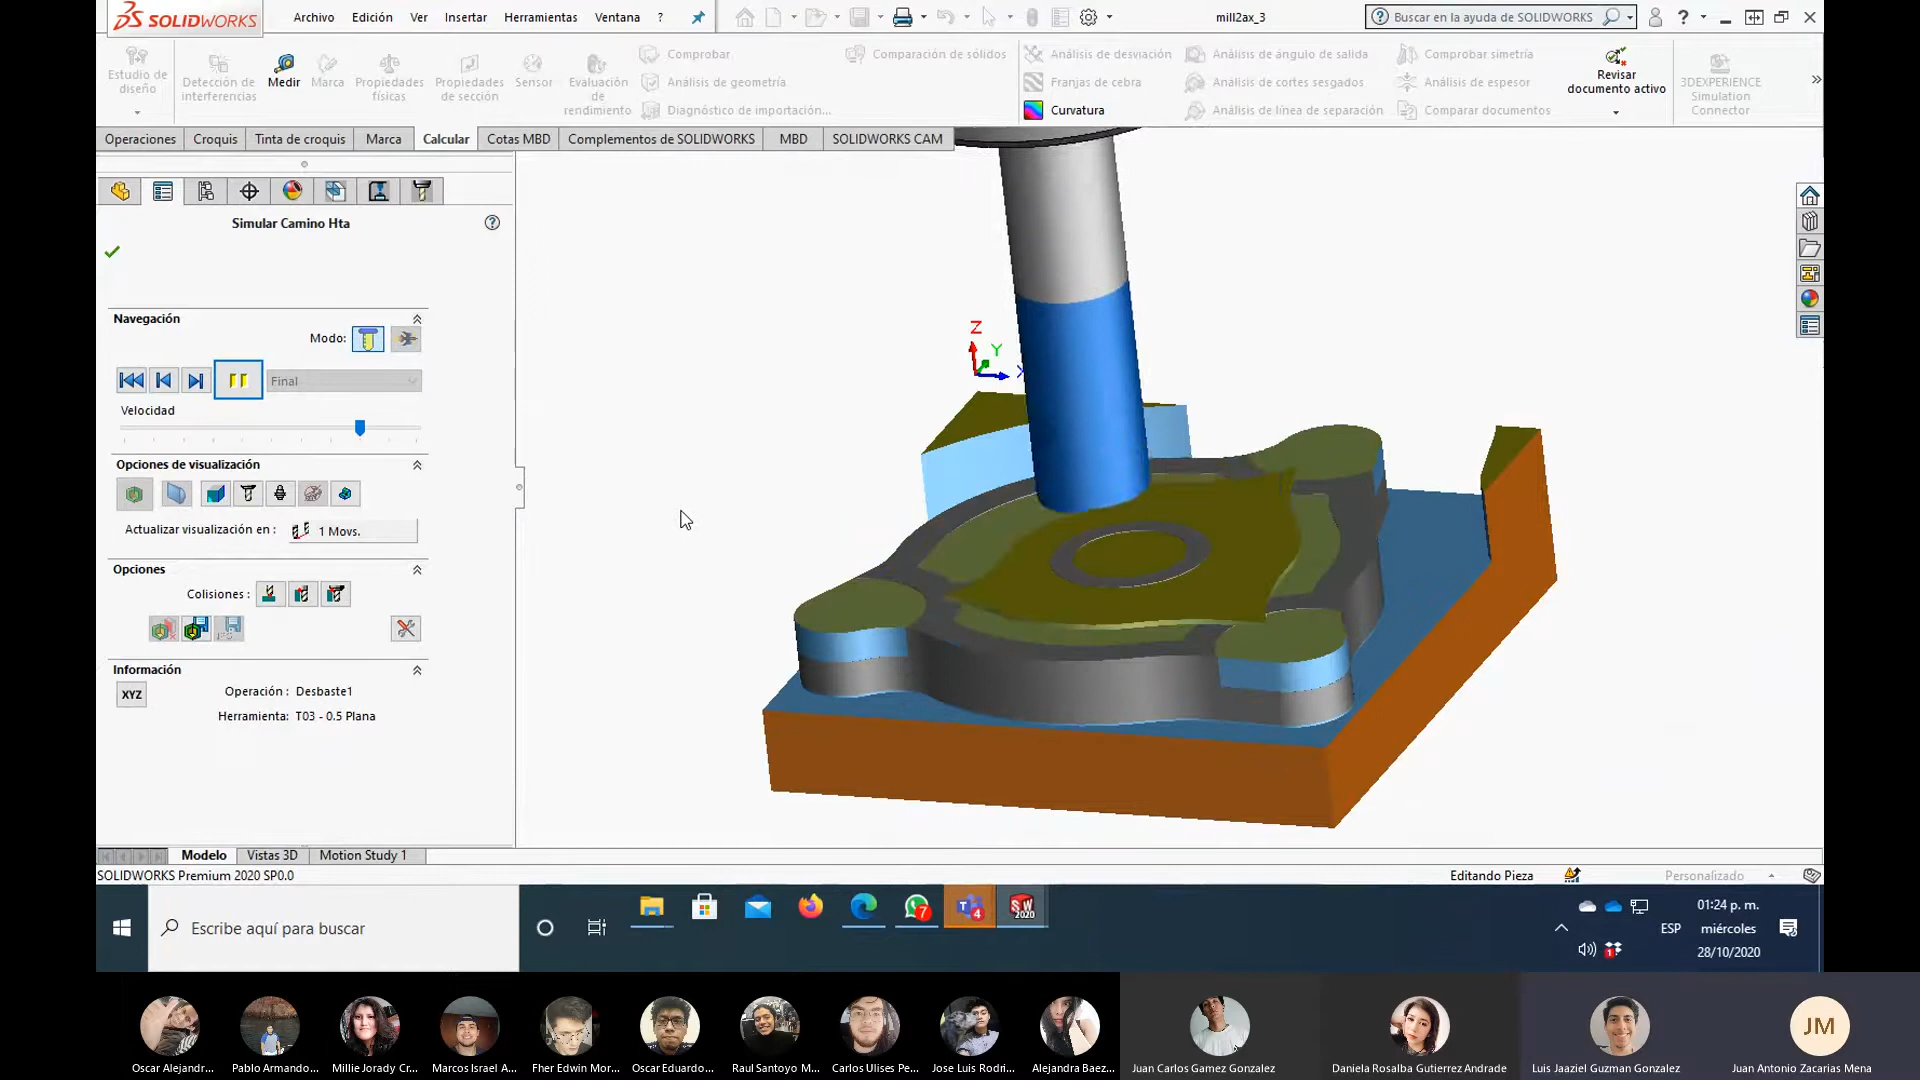 SOLIDWORKS
Archivo Edición Ver Insertar Herramientas Ventana ?
mill2ax_3
Buscar en la ayuda de SOLIDWORKS
?
Estudio de diseño
Detección de interferencias
Medir
Marca
Propiedades físicas
Propiedades de sección
Sensor
Evaluación de rendimiento
Comprobar
Análisis de geometría
Diagnóstico de importación...
Comparación de sólidos
Análisis de desviación
Franjas de cebra
Curvatura
Análisis de ángulo de salida
Análisis de cortes sesgados
Análisis de línea de separación
Comprobar simetría
Análisis de espesor
Comparar documentos
Revisar documento activo
3DEXPERIENCE Simulation Connector
Operaciones Croquis Tinta de croquis Marca Calcular Cotas MBD Complementos de SOLIDWORKS MBD SOLIDWORKS CAM
Simular Camino Hta
Navegación
Modo:
Final
Velocidad
Opciones de visualización
Actualizar visualización en : 1 Movs.
Opciones
Colisiones :
Información
XYZ
Operación : Desbaste1
Herramienta: T03 - 0.5 Plana
Z
Y
X
Modelo Vistas 3D Motion Study 1
SOLIDWORKS Premium 2020 SP0.0
Editando Pieza
Personalizado
Escribe aquí para buscar
7
4
SW 2020
ESP
01:24 p. m.
miércoles
28/10/2020
1
JM
Oscar Alejandr... Pablo Armando... Millie Jorady Cr... Marcos Israel A... Fher Edwin Mor... Oscar Eduardo... Raul Santoyo M... Carlos Ulises Pe... Jose Luis Rodri... Alejandra Baez... Juan Carlos Gamez Gonzalez Daniela Rosalba Gutierrez Andrade Luis Jaaziel Guzman Gonzalez Juan Antonio Zacarias Mena